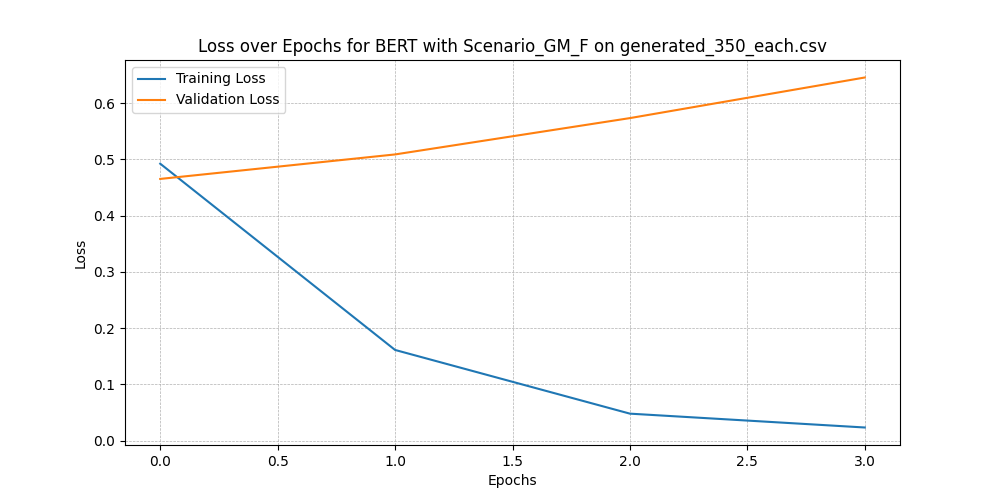 Loss over Epochs for BERT with Scenario_GM_F on generated_350_each.csv
Training Loss
Validation Loss
0.6
0.5
0.4
0.3
0.2
0.1
0.0
Loss
0.0 0.5 1.0 1.5 2.0 2.5 3.0
Epochs